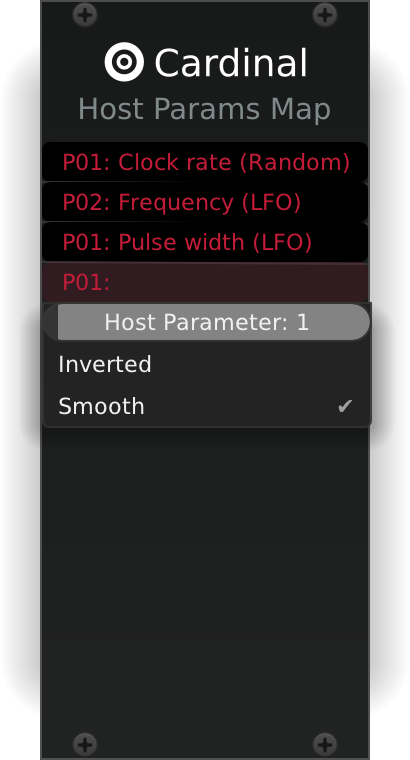 Cardinal
Host Params Map
P01: Clock rate (Random)
P02: Frequency (LFO)
P01: Pulse width (LFO)
P01:
Host Parameter: 1
Inverted
Smooth ✔